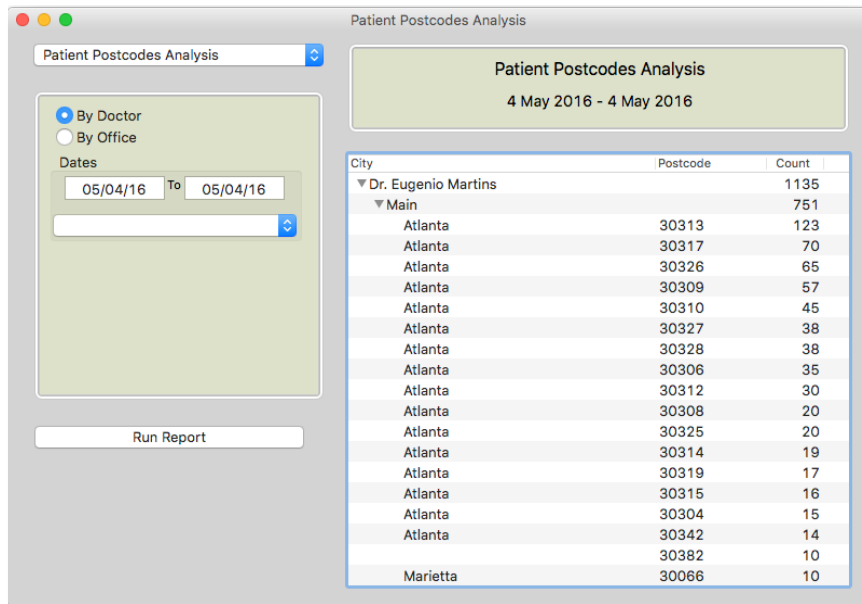 Patient Postcodes Analysis
Patient Postcodes Analysis
By Doctor
By Office
Dates
05/04/16 To 05/04/16
Run Report
Patient Postcodes Analysis
4 May 2016 - 4 May 2016
City Postcode Count
Dr. Eugenio Martins 1135
Main 751
Atlanta 30313 123
Atlanta 30317 70
Atlanta 30326 65
Atlanta 30309 57
Atlanta 30310 45
Atlanta 30327 38
Atlanta 30328 38
Atlanta 30306 35
Atlanta 30312 30
Atlanta 30308 20
Atlanta 30325 20
Atlanta 30314 19
Atlanta 30319 17
Atlanta 30315 16
Atlanta 30304 15
Atlanta 30342 14
30382 10
Marietta 30066 10